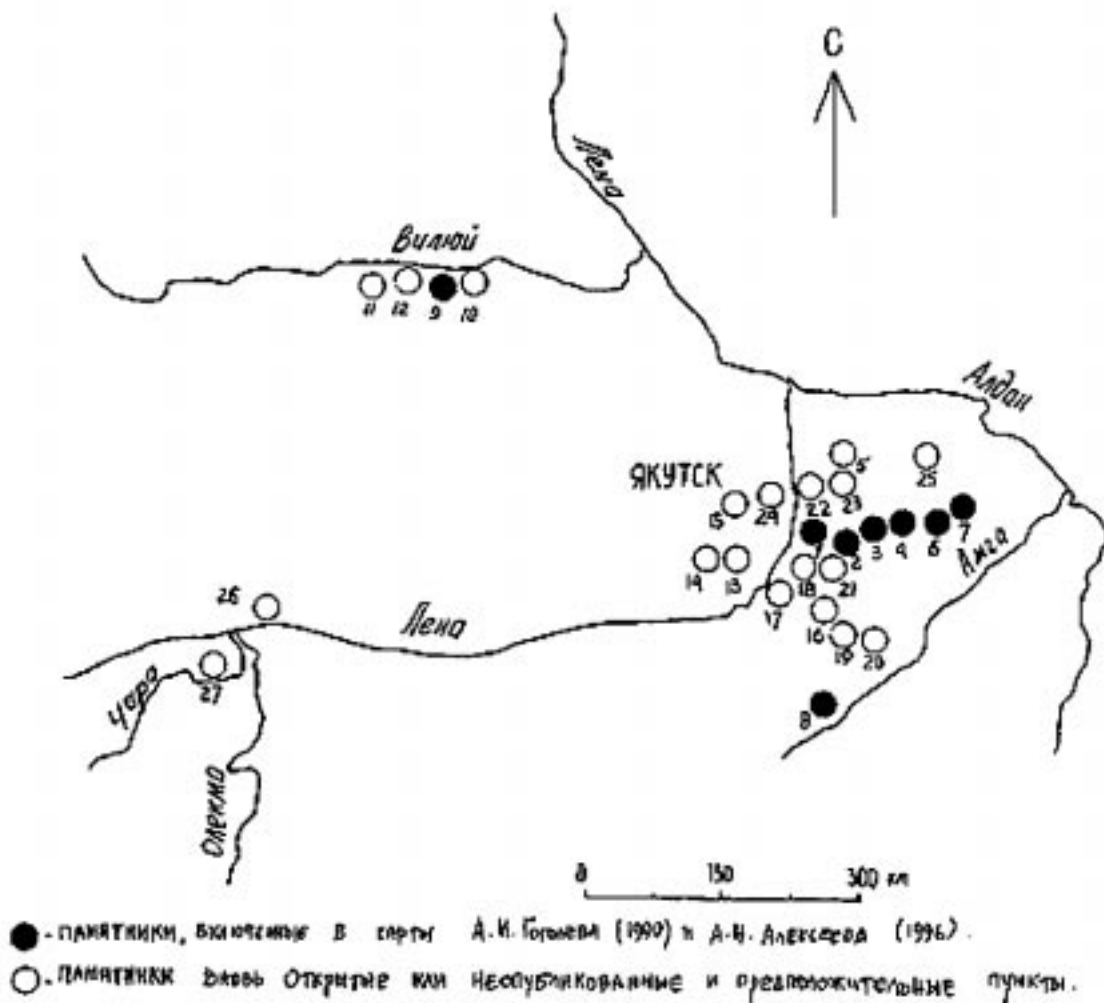 С
Лена
Вилюй
11 12 9 10
Алдан
ЯКУТСК
5 25
15 24 22 23
1 2 3 4 6 7
Амга
14 13 18 21
17
16
19 20
26
Лена
27
Чара
8
Олекма
0 150 300 км
- ПАМЯТНИКИ, ВКЛЮЧЕННЫЕ В КАРТЫ А.И. Гоголева (1990) и А.Н. Алексеева (1996).
- ПАМЯТНИКИ ВНОВЬ ОТКРЫТЫЕ ИЛИ НЕОПУБЛИКОВАННЫЕ И ПРЕДПОЛОЖИТЕЛЬНЫЕ ПУНКТЫ.